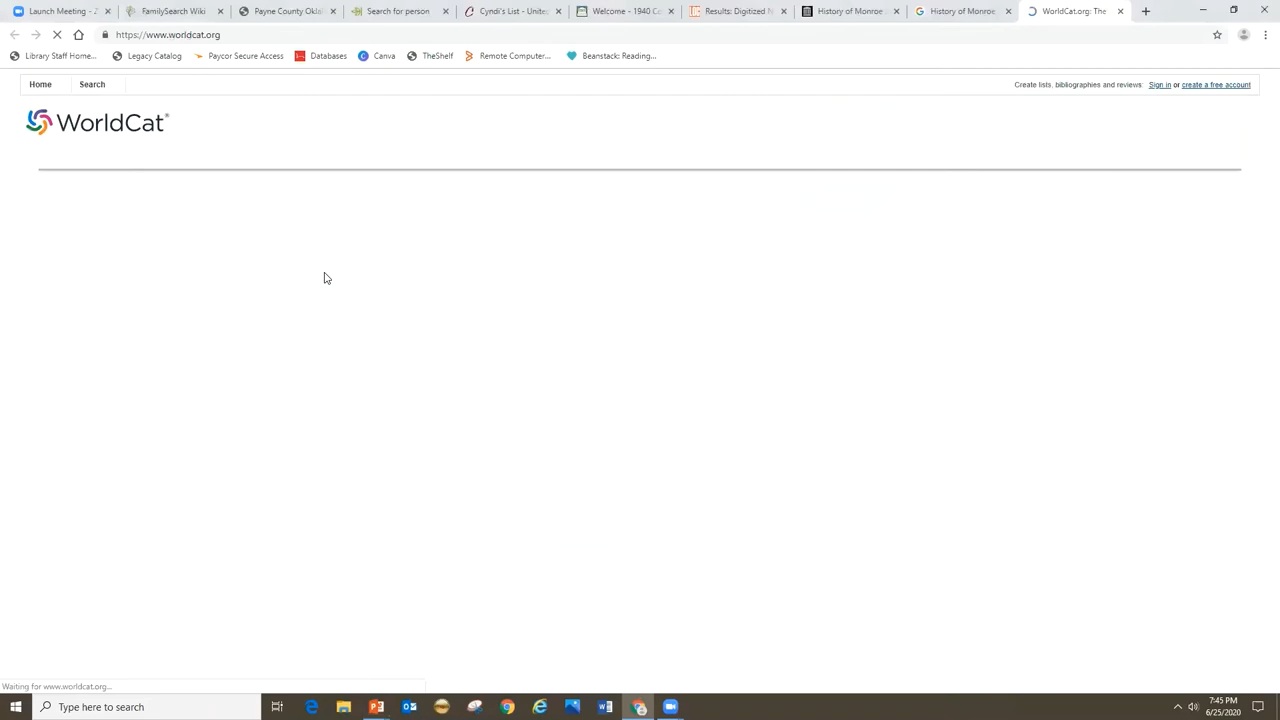 Launch Meeting - Z
FamilySearch Wiki
Payne County Okl
Search for person
Cyndi's List - Unite
Welcome - 1940 Ce
Results: Digitized N
History of Monroe
History of Monroe
WorldCat.org: The
https://www.worldcat.org
Library Staff Home...
Legacy Catalog
Paycor Secure Access
Databases
Canva
TheShelf
Remote Computer...
Beanstack: Reading...
Home
Search
Create lists, bibliographies and reviews: Sign in or create a free account
WorldCat®
Waiting for www.worldcat.org...
Type here to search
7:45 PM
6/25/2020